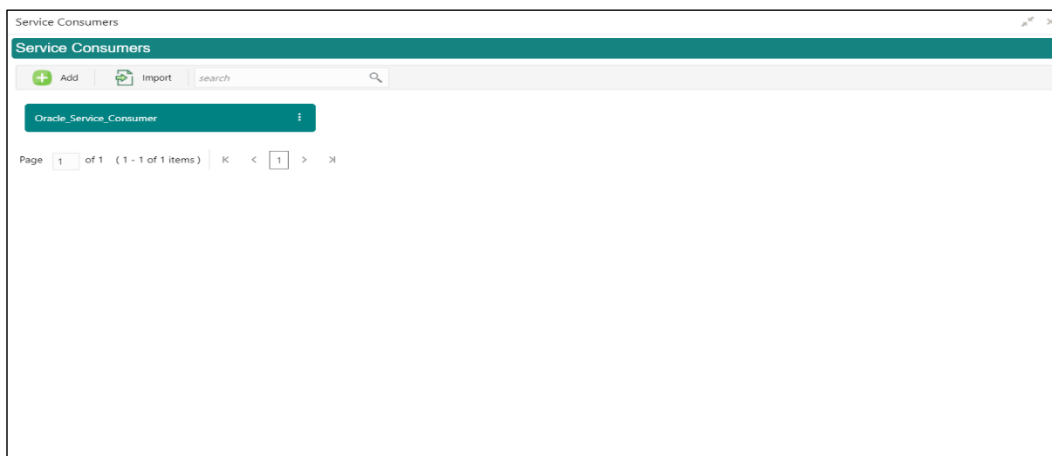 Service Consumers
Service Consumers
Add Import search
Oracle_Service_Consumer
Page 1 of 1 ( 1 - 1 of 1 items ) 1